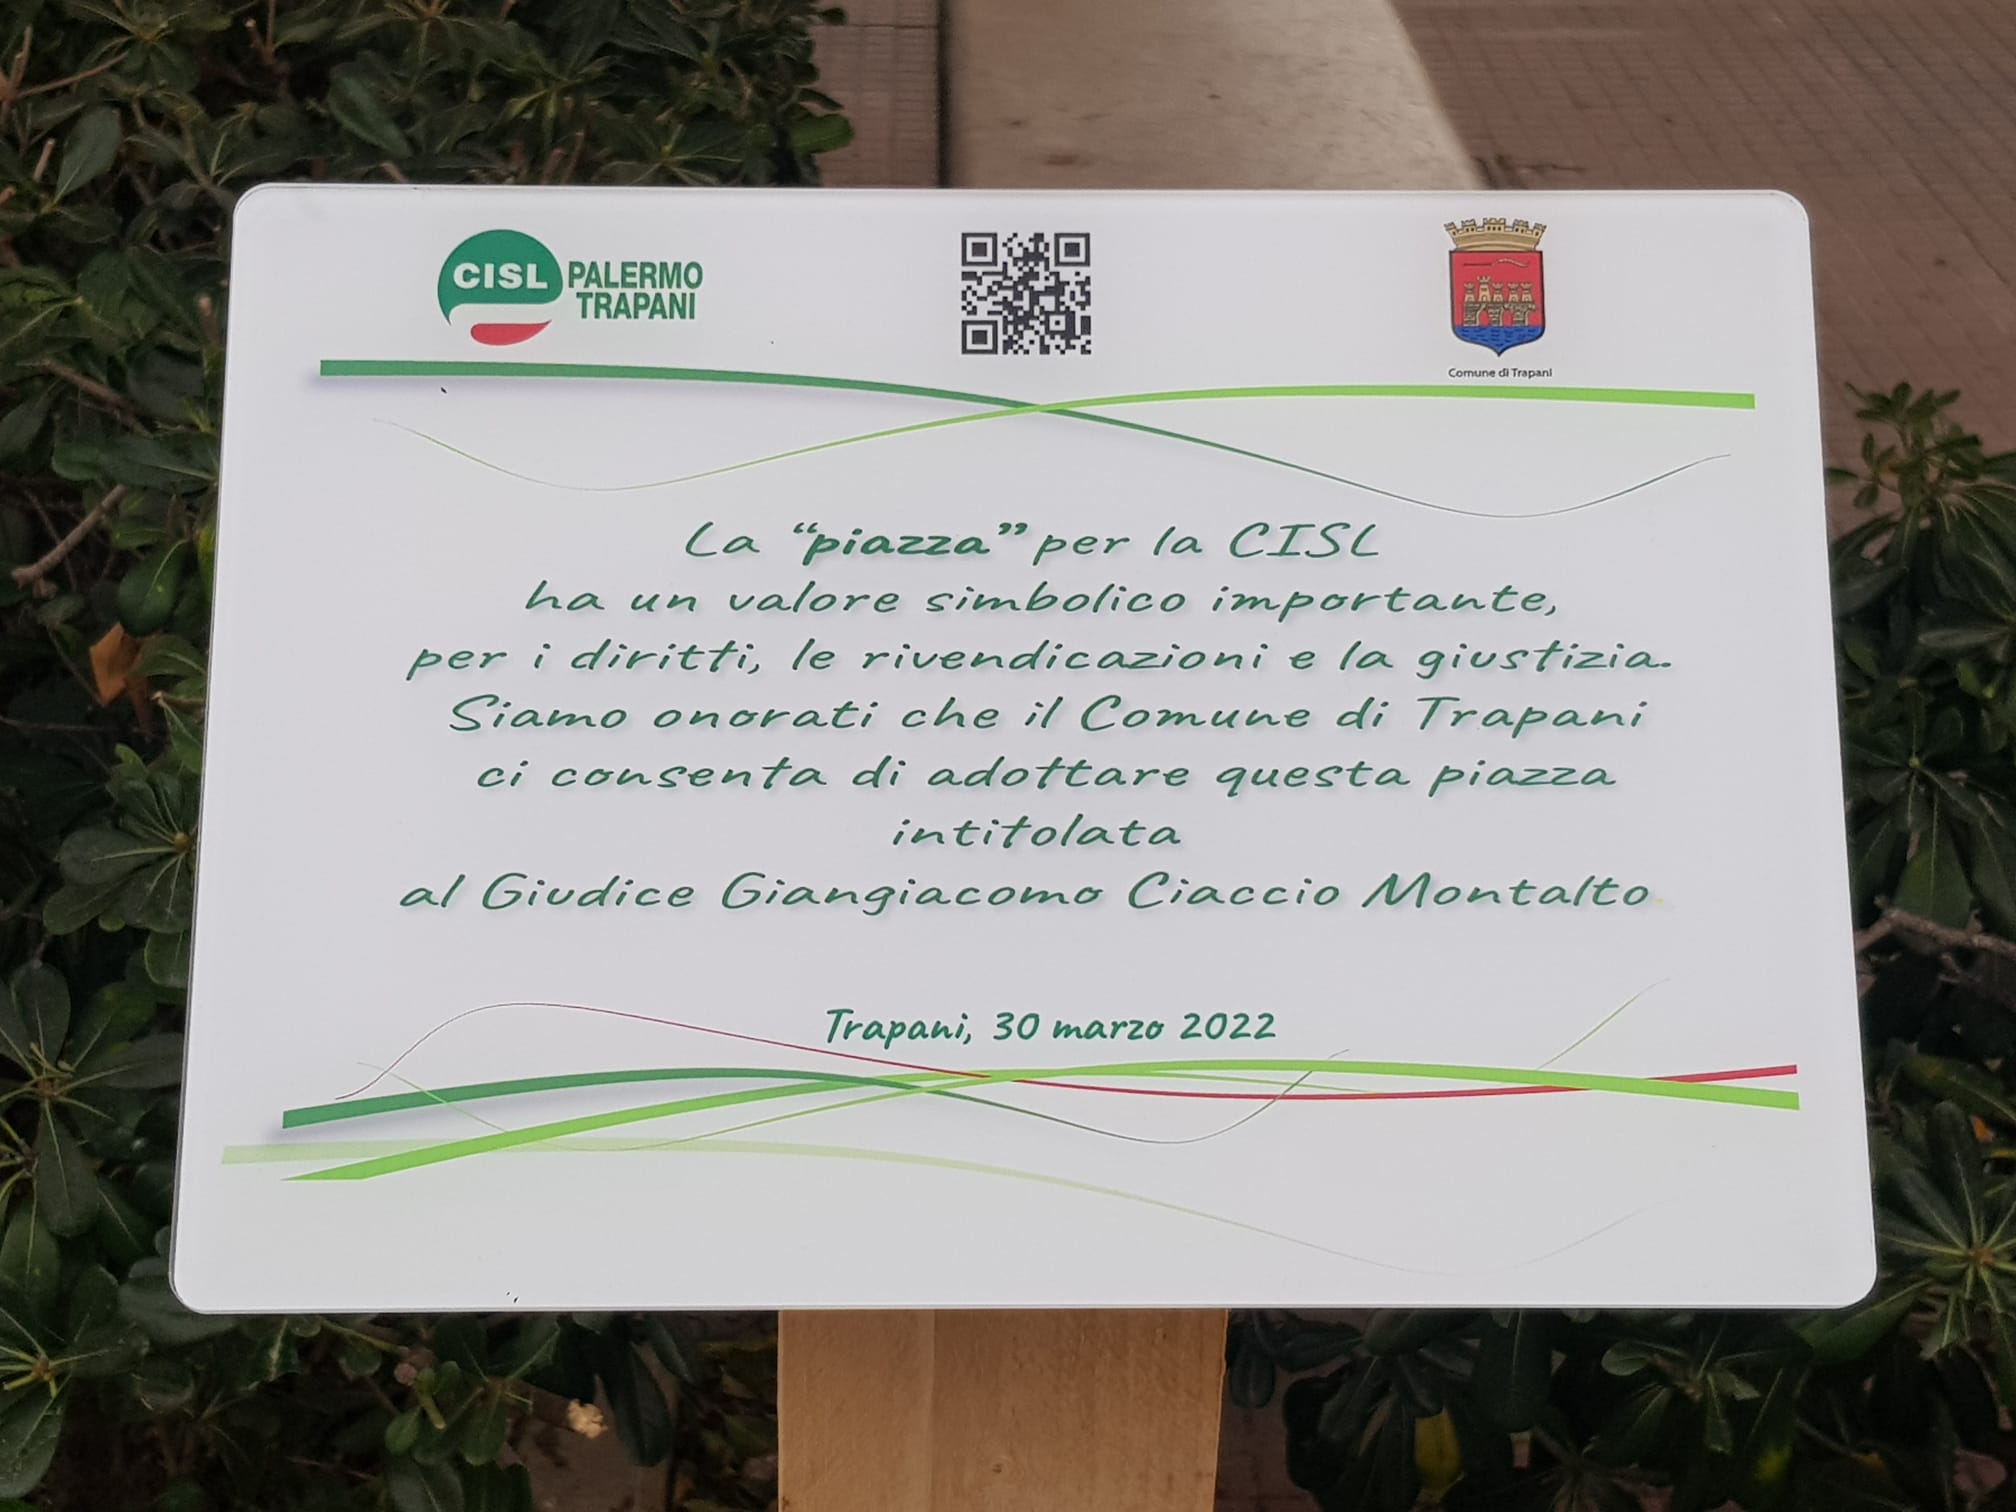 CISL PALERMO
TRAPANI
Comune di Trapani
La “piazza” per la CISL
ha un valore simbolico importante,
per i diritti, le rivendicazioni e la giustizia.
Siamo onorati che il Comune di Trapani
ci consenta di adottare questa piazza
intitolata
al Giudice Giangiacomo Ciaccio Montalto.
Trapani, 30 marzo 2022